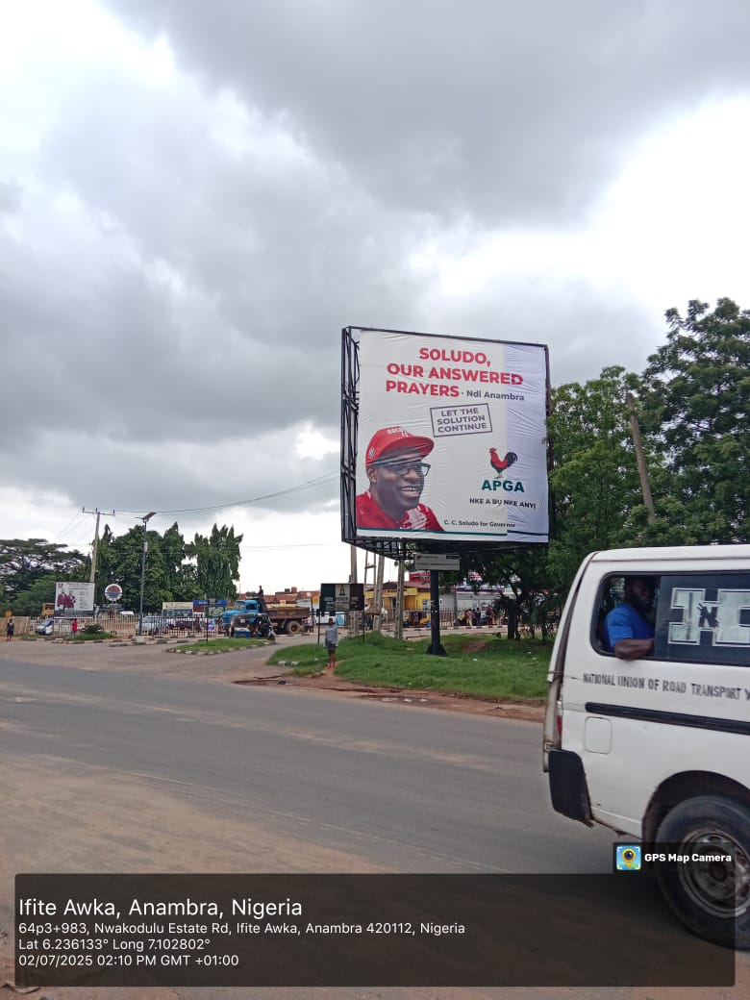 SOLUDO,
OUR ANSWERED
PRAYERS - Ndi Anambra
LET THE
SOLUTION
CONTINUE
APGA
NKE A BU NKE ANYI
C. C. Soludo for Governor
NATIONAL UNION OF ROAD TRANSPORT
GPS Map Camera
Ifite Awka, Anambra, Nigeria
64p3+983, Nwakodulu Estate Rd, Ifite Awka, Anambra 420112, Nigeria
Lat 6.236133° Long 7.102802°
02/07/2025 02:10 PM GMT +01:00